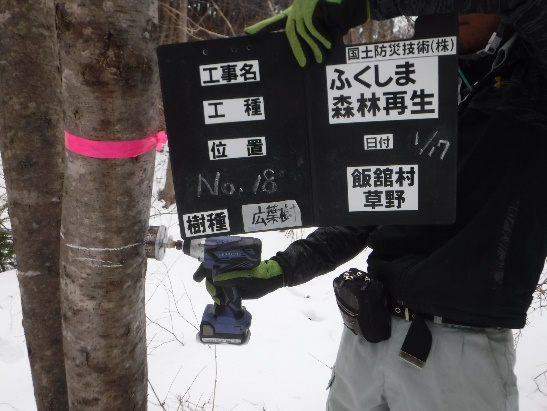 国土防災技術(株)
工事名
ふくしま
森林再生
工種
位置
日付
1/17
No. 18
飯舘村
草野
樹種
広葉樹